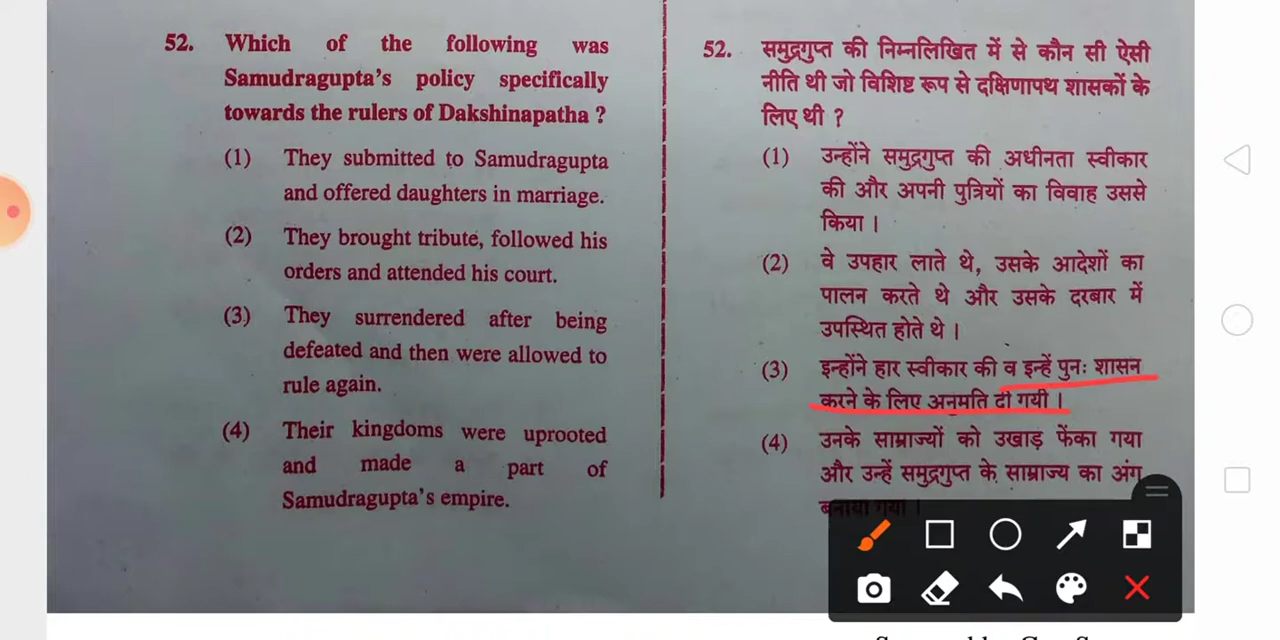 52. Which of the following was
Samudragupta's policy specifically
towards the rulers of Dakshinapatha ?
(1) They submitted to Samudragupta
and offered daughters in marriage.
(2) They brought tribute, followed his
orders and attended his court.
(3) They surrendered after being
defeated and then were allowed to
rule again.
(4) Their kingdoms were uprooted
and made a part of
Samudragupta's empire.
52. समुद्रगुप्त की निम्नलिखित में से कौन सी ऐसी
नीति थी जो विशिष्ट रूप से दक्षिणापथ शासकों के
लिए थी ?
(1) उन्होंने समुद्रगुप्त की अधीनता स्वीकार
की और अपनी पुत्रियों का विवाह उससे
किया ।
(2) वे उपहार लाते थे, उसके आदेशों का
पालन करते थे और उसके दरबार में
उपस्थित होते थे ।
(3) इन्होंने हार स्वीकार की व इन्हें पुनः शासन
करने के लिए अनुमति दी गयी ।
(4) उनके साम्राज्यों को उखाड़ फेंका गया
और उन्हें समुद्रगुप्त के साम्राज्य का अंग
बनाया गया ।